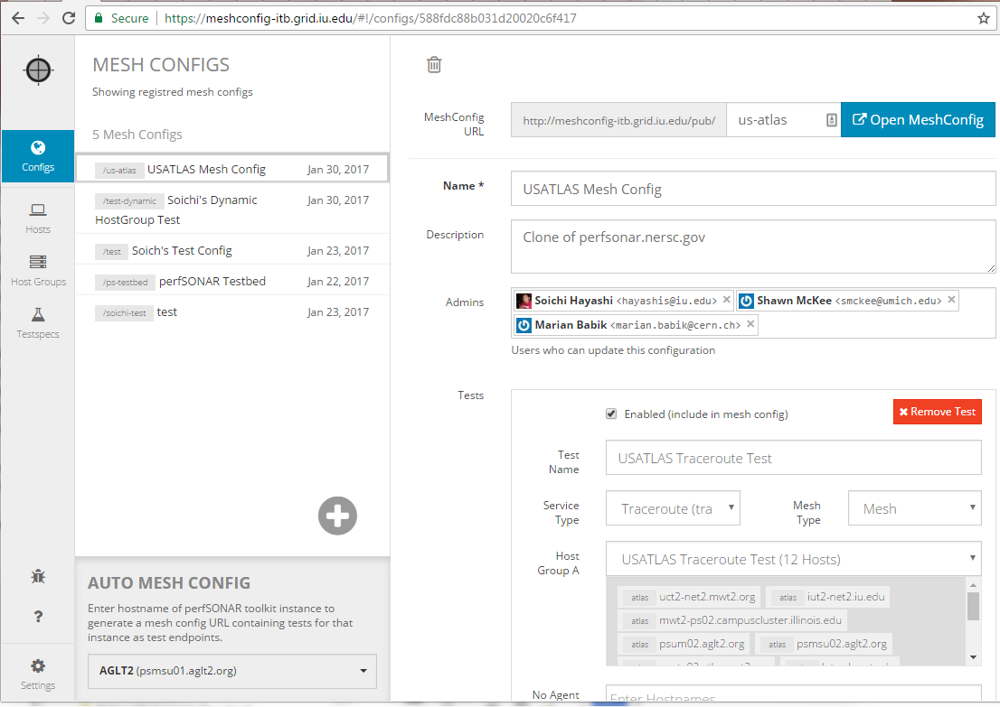 Secure https://meshconfig-itb.grid.iu.edu/#!/configs/588fdc88b031d20020c6f417
Configs
Hosts
Host Groups
Testspecs
?
Settings
MESH CONFIGS
Showing registred mesh configs
5 Mesh Configs
/us-atlas USATLAS Mesh Config Jan 30, 2017
/test-dynamic Soichi's Dynamic Jan 30, 2017
HostGroup Test
/test Soich's Test Config Jan 23, 2017
/ps-testbed perfSONAR Testbed Jan 22, 2017
/soichi-test test Jan 23, 2017
AUTO MESH CONFIG
Enter hostname of perfSONAR toolkit instance to
generate a mesh config URL containing tests for that
instance as test endpoints.
AGLT2 (psmsu01.aglt2.org)
MeshConfig
URL
http://meshconfig-itb.grid.iu.edu/pub/ us-atlas Open MeshConfig
Name * USATLAS Mesh Config
Description Clone of perfsonar.nersc.gov
Admins
Soichi Hayashi <hayashis@iu.edu> × Shawn McKee <smckee@umich.edu> ×
Marian Babik <marian.babik@cern.ch> ×
Users who can update this configuration
Tests
Enabled (include in mesh config) Remove Test
Test
Name
USATLAS Traceroute Test
Service
Type
Traceroute (tra
Mesh
Type
Mesh
Host
Group A
USATLAS Traceroute Test (12 Hosts)
atlas uct2-net2.mwt2.org atlas iut2-net2.iu.edu
atlas mwt2-ps02.campuscluster.illinois.edu
atlas psum02.aglt2.org atlas psmsu02.aglt2.org
No Agent Enter Hostnames